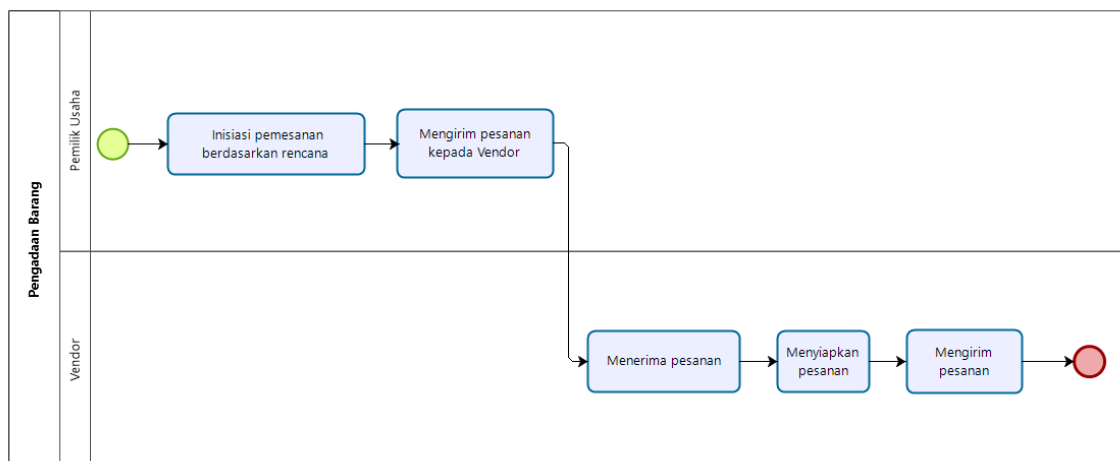 Pengadaan Barang
Pemilik Usaha
Inisiasi pemesanan
berdasarkan rencana
Mengirim pesanan
kepada Vendor
Vendor
Menerima pesanan
Menyiapkan
pesanan
Mengirim
pesanan